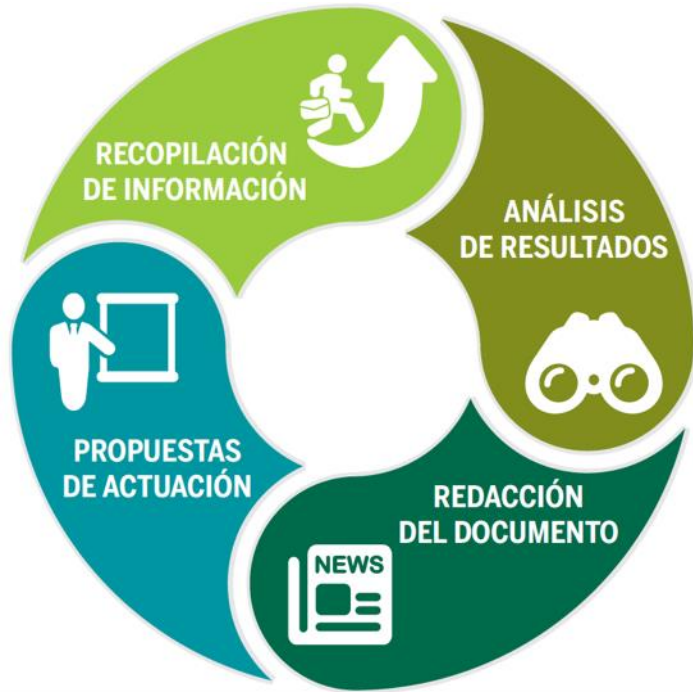 RECOPILACIÓN
DE INFORMACIÓN
ANÁLISIS
DE RESULTADOS
REDACCIÓN
DEL DOCUMENTO
NEWS
PROPUESTAS
DE ACTUACIÓN